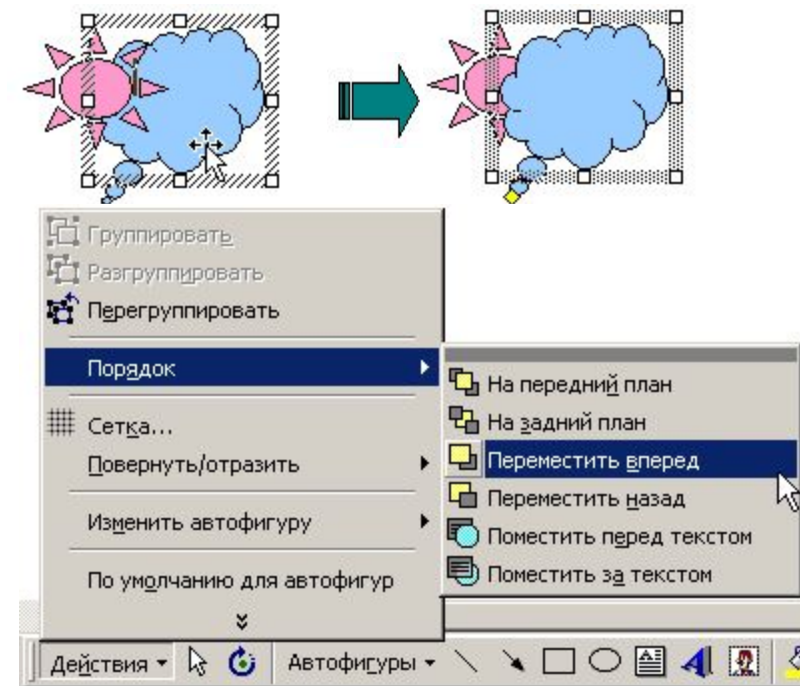 Группировать
Разгруппировать
Перегруппировать
Порядок
Сетка...
Повернуть/отразить
Изменить автофигуру
По умолчанию для автофигур
На передний план
На задний план
Переместить вперед
Переместить назад
Поместить перед текстом
Поместить за текстом
Действия
Автофигуры